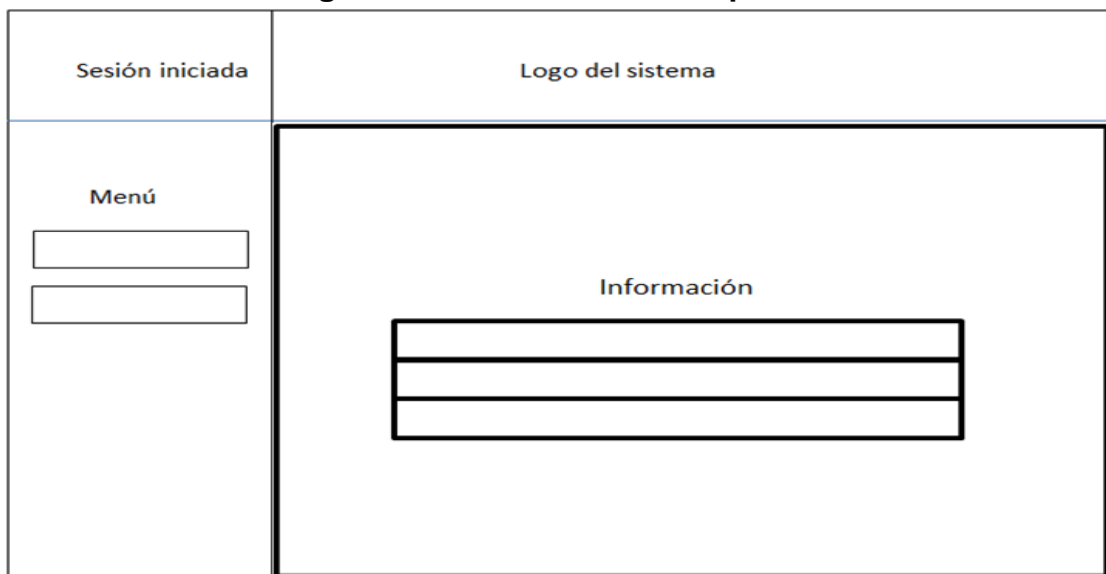 Sesión iniciada
Logo del sistema
Menú
Información